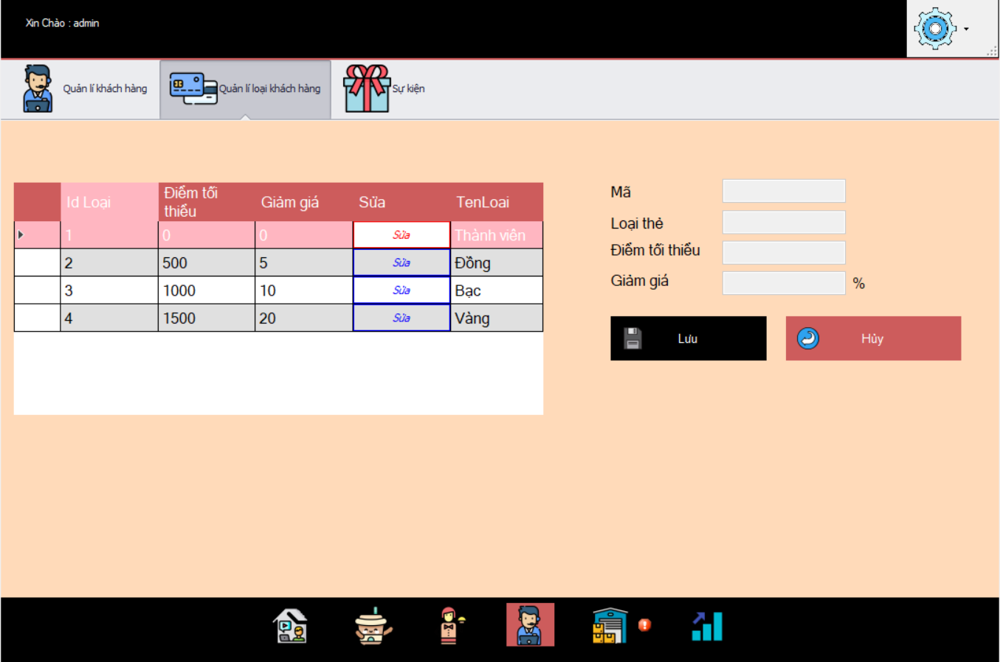 Xin Chào : admin
Quản lí khách hàng
Quản lí loại khách hàng
Sự kiện
Id Loại Điểm tối thiểu Giảm giá Sửa TenLoai
1 0 0 Sửa Thành viên
2 500 5 Sửa Đồng
3 1000 10 Sửa Bạc
4 1500 20 Sửa Vàng
Mã
Loại thẻ
Điểm tối thiểu
Giảm giá %
Lưu
Hủy